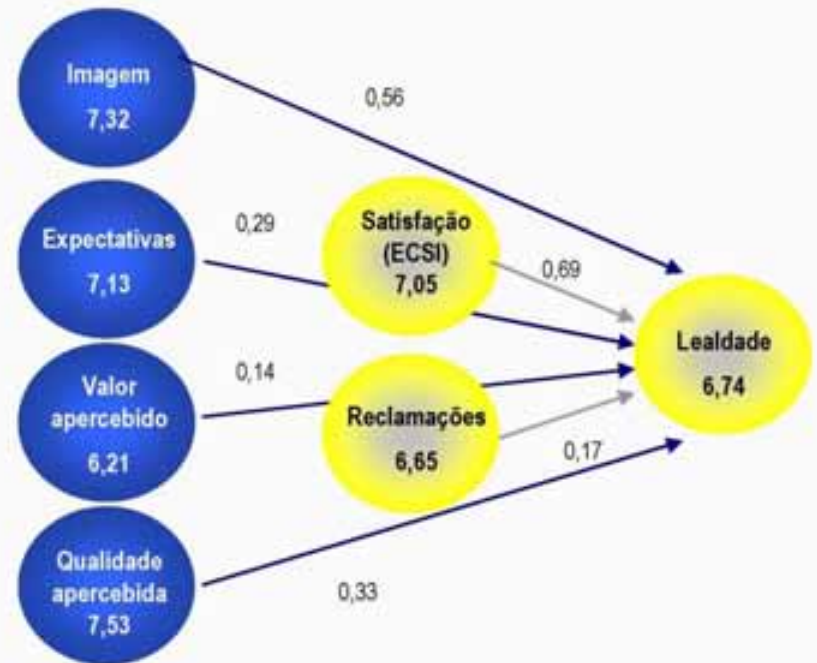 Imagem
7,32
0,56
Expectativas
7,13
0,29
Satisfação
(ECSI)
7,05
0,69
Lealdade
6,74
Valor
apercebido
6,21
0,14
Reclamações
6,65
0,17
Qualidade
apercebida
7,53
0,33